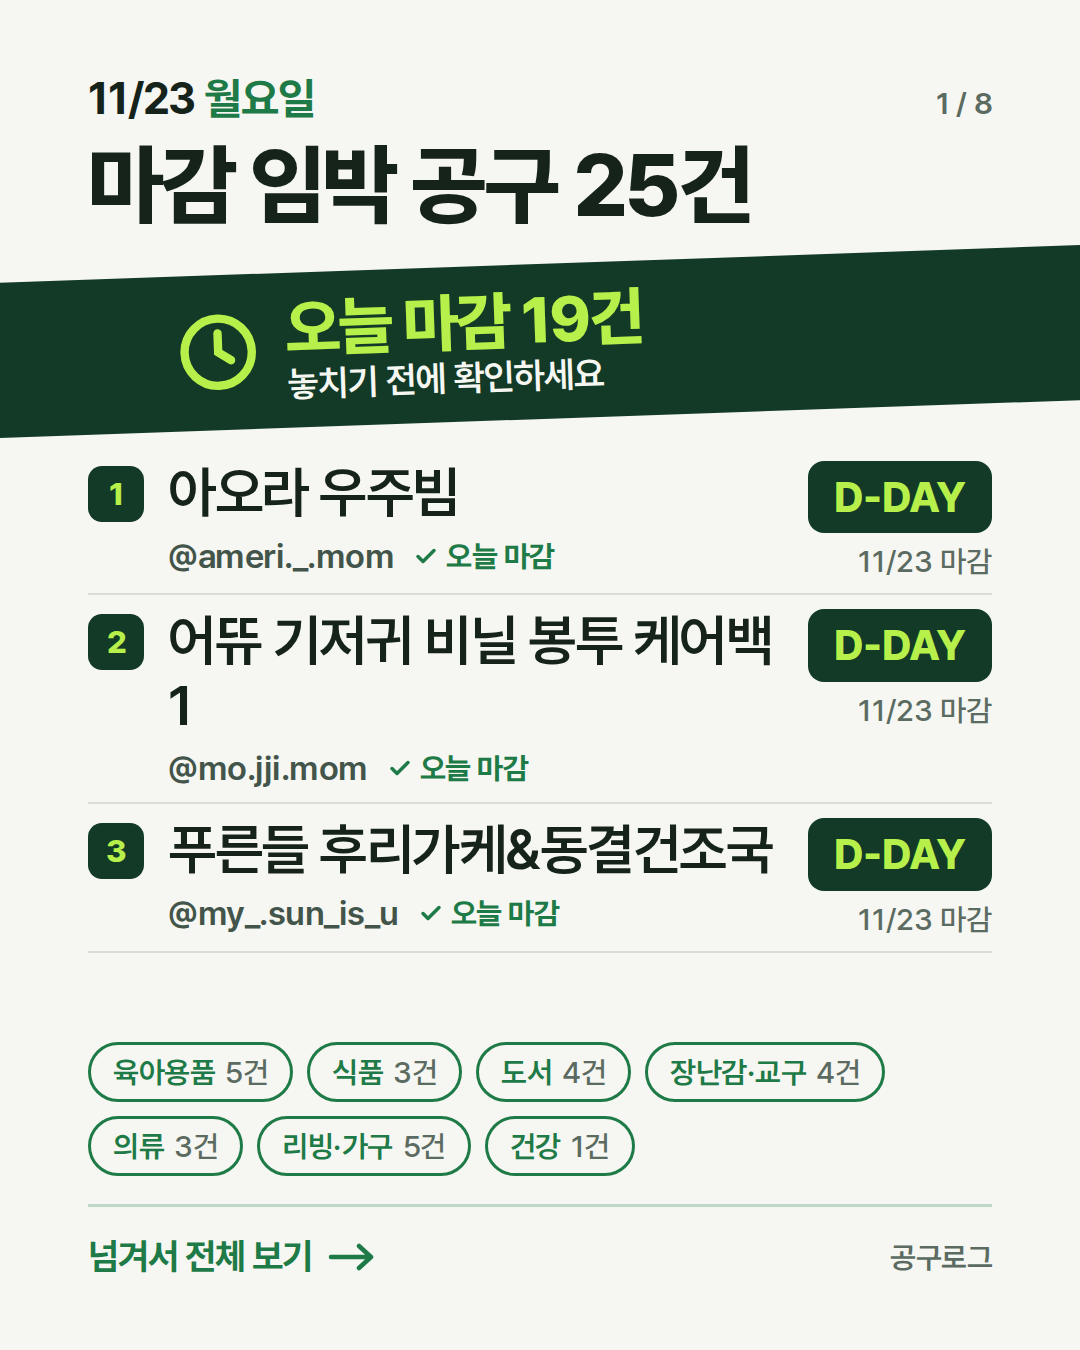 11/23 월요일
1 / 8
마감 임박 공구 25건
오늘 마감 19건
놓치기 전에 확인하세요
1 아오라 우주빔 D-DAY
@ameri._.mom 오늘 마감 11/23 마감
2 어뜌 기저귀 비닐 봉투 케어백 D-DAY
1 11/23 마감
@mo.jji.mom 오늘 마감
3 푸른들 후리가케&동결건조국 D-DAY
@my_.sun_is_u 오늘 마감 11/23 마감
육아용품 5건 식품 3건 도서 4건 장난감·교구 4건
의류 3건 리빙·가구 5건 건강 1건
넘겨서 전체 보기 → 공구로그